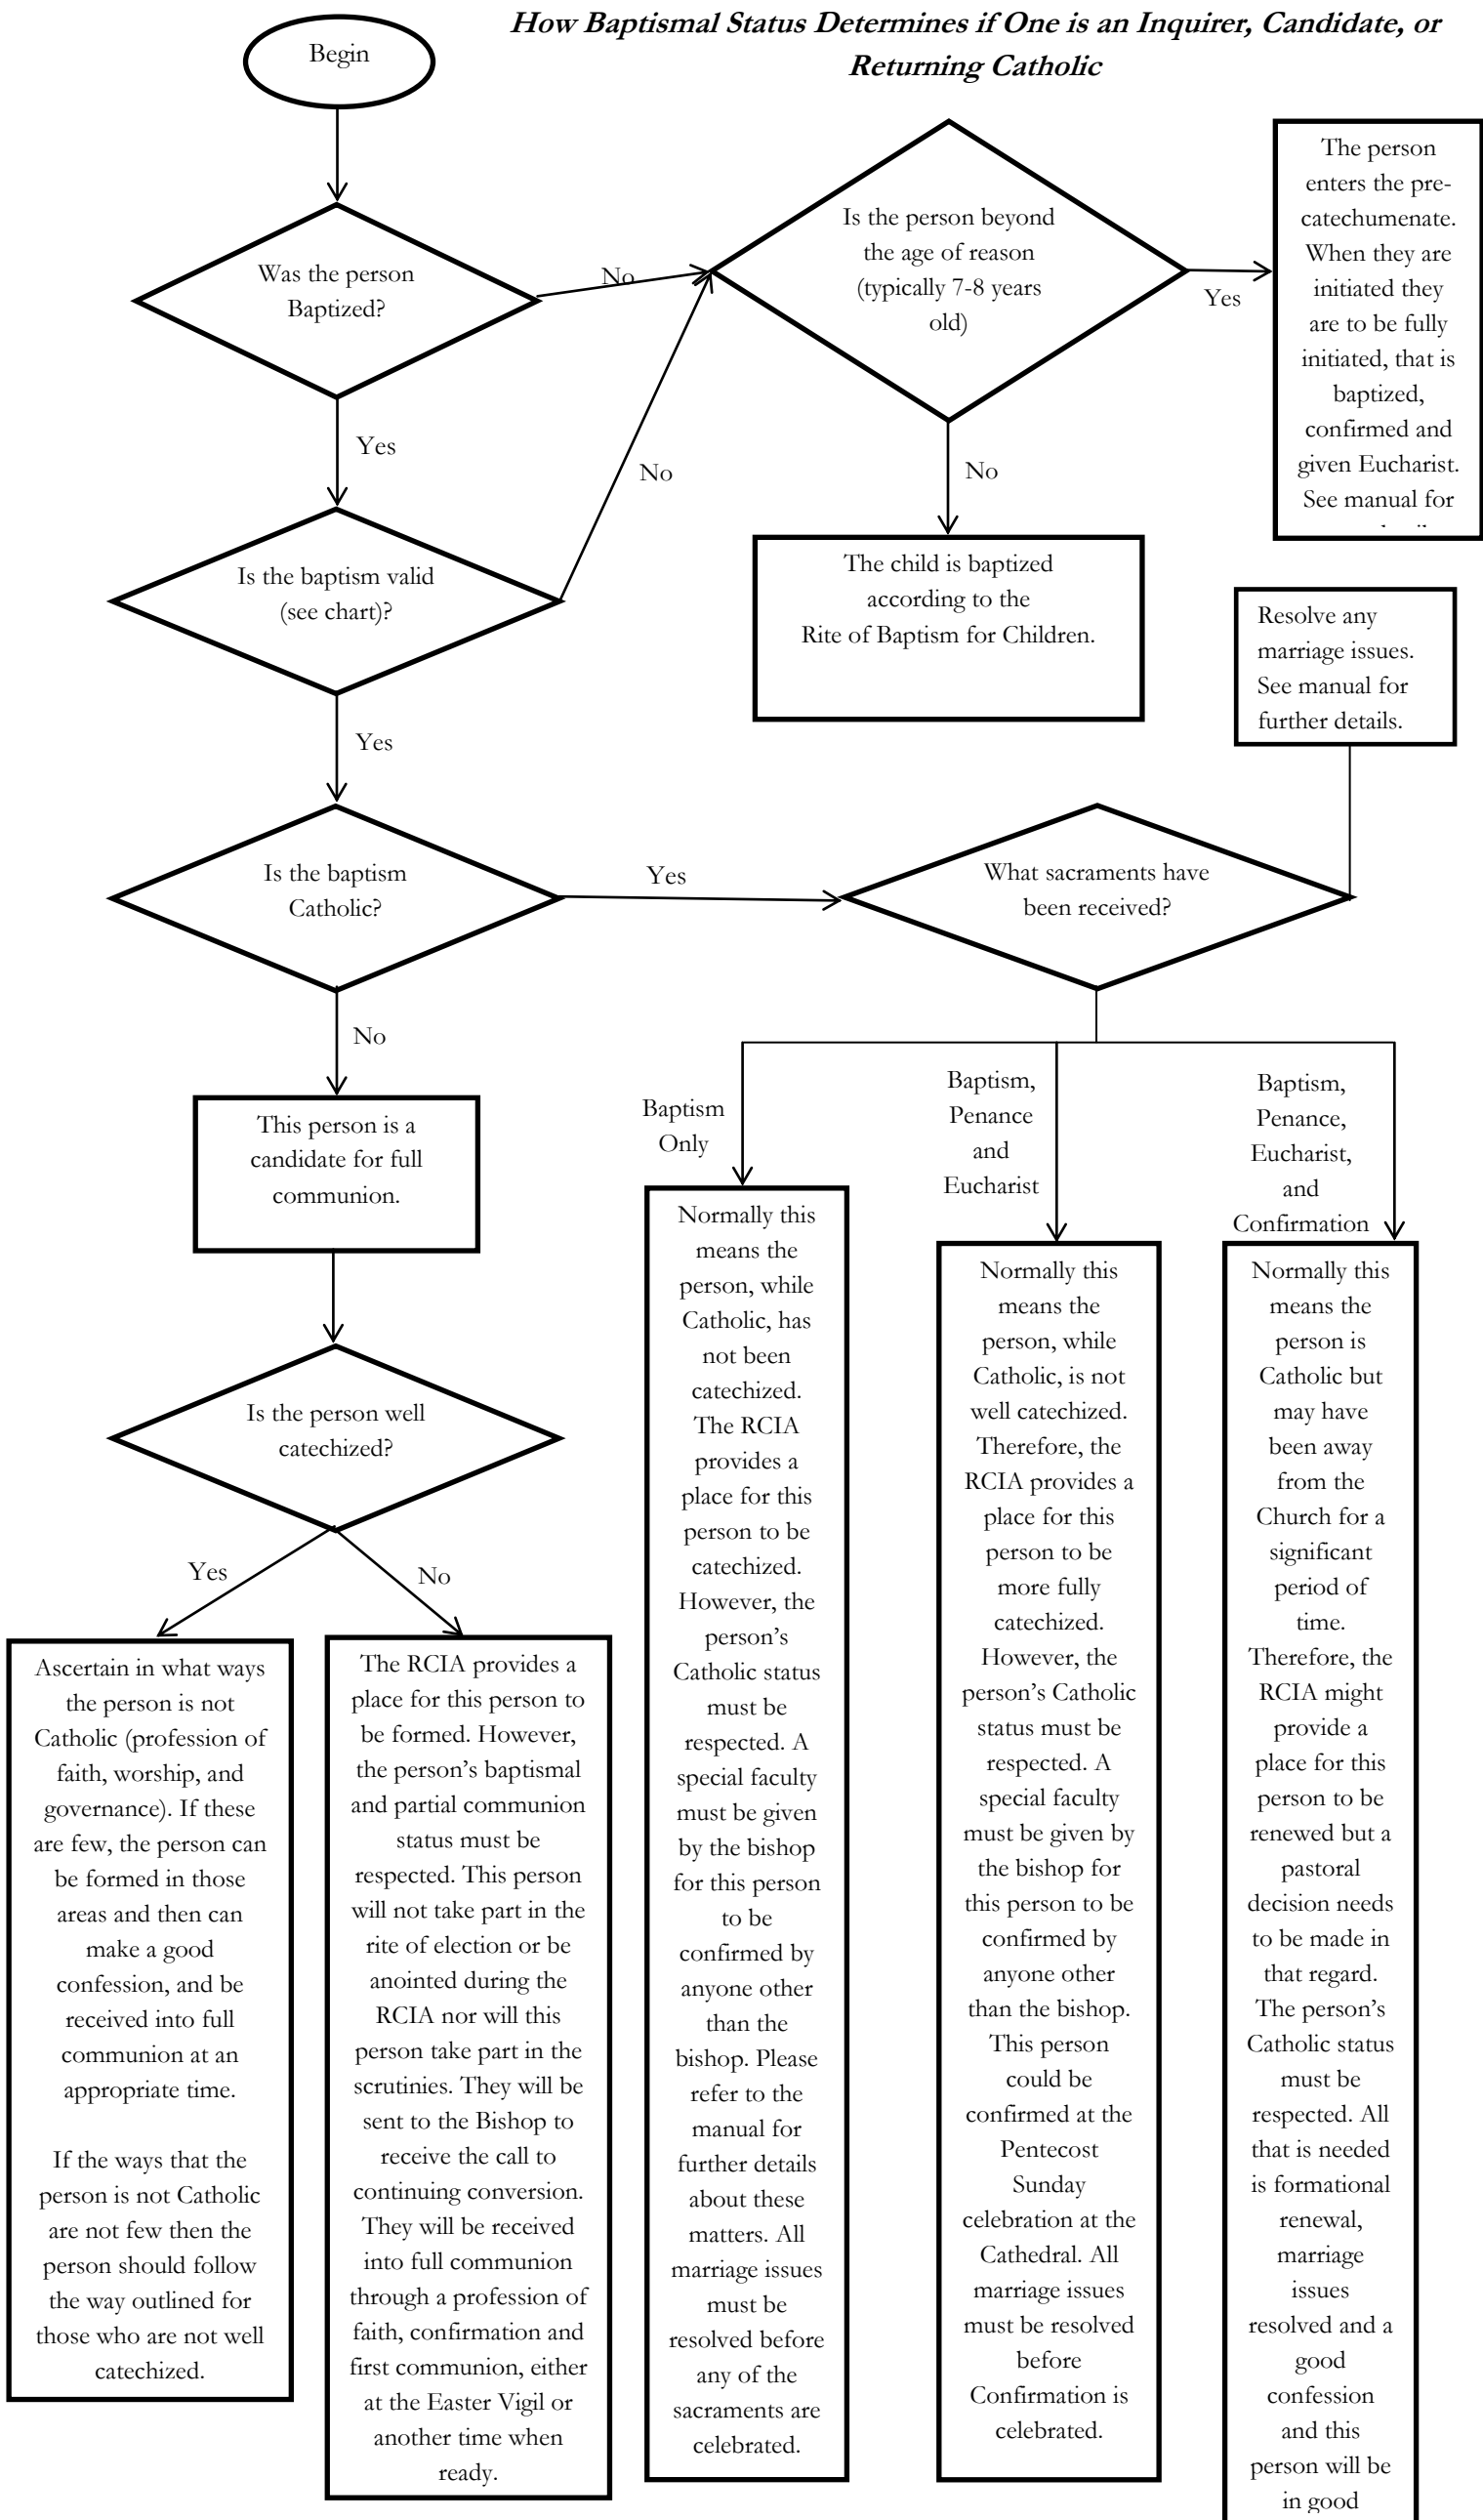 How Baptismal Status Determines if One is an Inquirer, Candidate, or
Returning Catholic
Begin
Was the person
Baptized?
No
Is the person beyond
the age of reason
(typically 7-8 years
old)
Yes
The person
enters the pre-
catechumenate.
When they are
initiated they
are to be fully
initiated, that is
baptized,
confirmed and
given Eucharist.
See manual for
Yes
No
No
Is the baptism valid
(see chart)?
The child is baptized
according to the
Rite of Baptism for Children.
Resolve any
marriage issues.
See manual for
further details.
Yes
Is the baptism
Catholic?
Yes
What sacraments have
been received?
No
This person is a
candidate for full
communion.
Baptism
Only
Baptism,
Penance
and
Eucharist
Baptism,
Penance,
Eucharist,
and
Confirmation
Is the person well
catechized?
Yes
No
Ascertain in what ways
the person is not
Catholic (profession of
faith, worship, and
governance). If these
are few, the person can
be formed in those
areas and then can
make a good
confession, and be
received into full
communion at an
appropriate time.
If the ways that the
person is not Catholic
are not few then the
person should follow
the way outlined for
those who are not well
catechized.
The RCIA provides a
place for this person to
be formed. However,
the person's baptismal
and partial communion
status must be
respected. This person
will not take part in the
rite of election or be
anointed during the
RCIA nor will this
person take part in the
scrutinies. They will be
sent to the Bishop to
receive the call to
continuing conversion.
They will be received
into full communion
through a profession of
faith, confirmation and
first communion, either
at the Easter Vigil or
another time when
ready.
Normally this
means the
person, while
Catholic, has
not been
catechized.
The RCIA
provides a
place for this
person to be
catechized.
However, the
person's
Catholic status
must be
respected. A
special faculty
must be given
by the bishop
for this person
to be
confirmed by
anyone other
than the
bishop. Please
refer to the
manual for
further details
about these
matters. All
marriage issues
must be
resolved before
any of the
sacraments are
celebrated.
Normally this
means the
person, while
Catholic, is not
well catechized.
Therefore, the
RCIA provides a
place for this
person to be
more fully
catechized.
However, the
person's Catholic
status must be
respected. A
special faculty
must be given by
the bishop for
this person to be
confirmed by
anyone other
than the bishop.
This person
could be
confirmed at the
Pentecost
Sunday
celebration at the
Cathedral. All
marriage issues
must be resolved
before
Confirmation is
celebrated.
Normally this
means the
person is
Catholic but
may have
been away
from the
Church for a
significant
period of
time.
Therefore, the
RCIA might
provide a
place for this
person to be
renewed but a
pastoral
decision needs
to be made in
that regard.
The person's
Catholic status
must be
respected. All
that is needed
is formational
renewal,
marriage
issues
resolved and a
good
confession
and this
person will be
in good